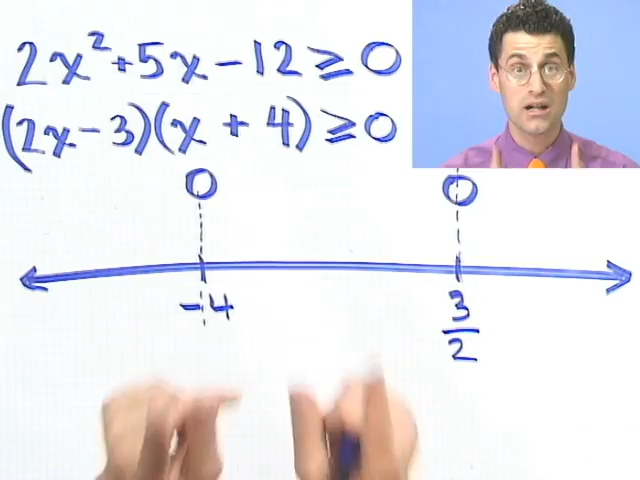 2x²+5x-12≥0
(2x-3)(x+4)≥0
0 0
-4 3/2